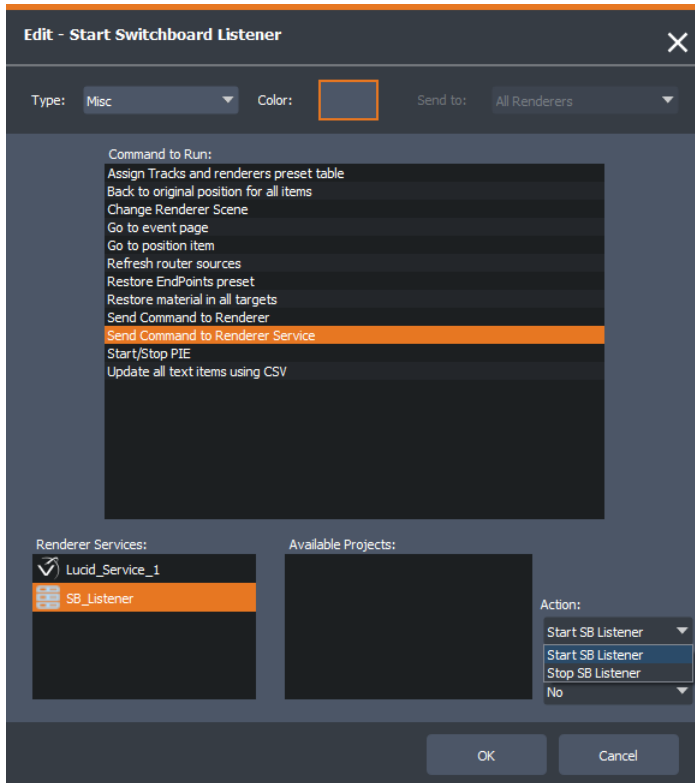 Edit - Start Switchboard Listener
Type: Misc Color: Send to: All Renderers
Command to Run:
Assign Tracks and renderers preset table
Back to original position for all items
Change Renderer Scene
Go to event page
Go to position item
Refresh router sources
Restore EndPoints preset
Restore material in all targets
Send Command to Renderer
Send Command to Renderer Service
Start/Stop PIE
Update all text items using CSV
Renderer Services:
Lucid_Service_1
SB_Listener
Available Projects:
Action:
Start SB Listener
Start SB Listener
Stop SB Listener
No
OK Cancel